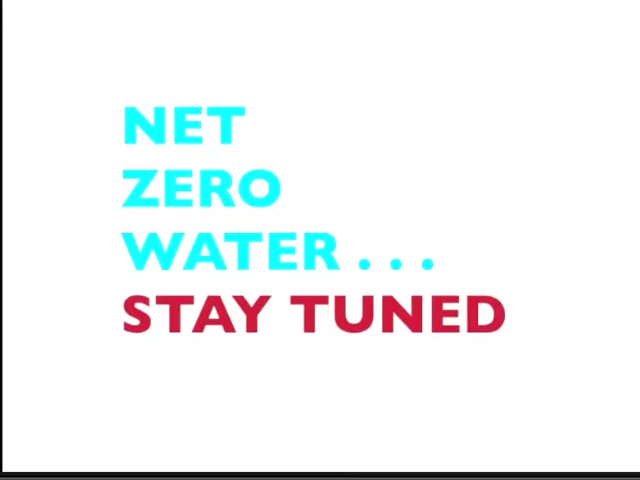 NET
ZERO
WATER . . .
STAY TUNED